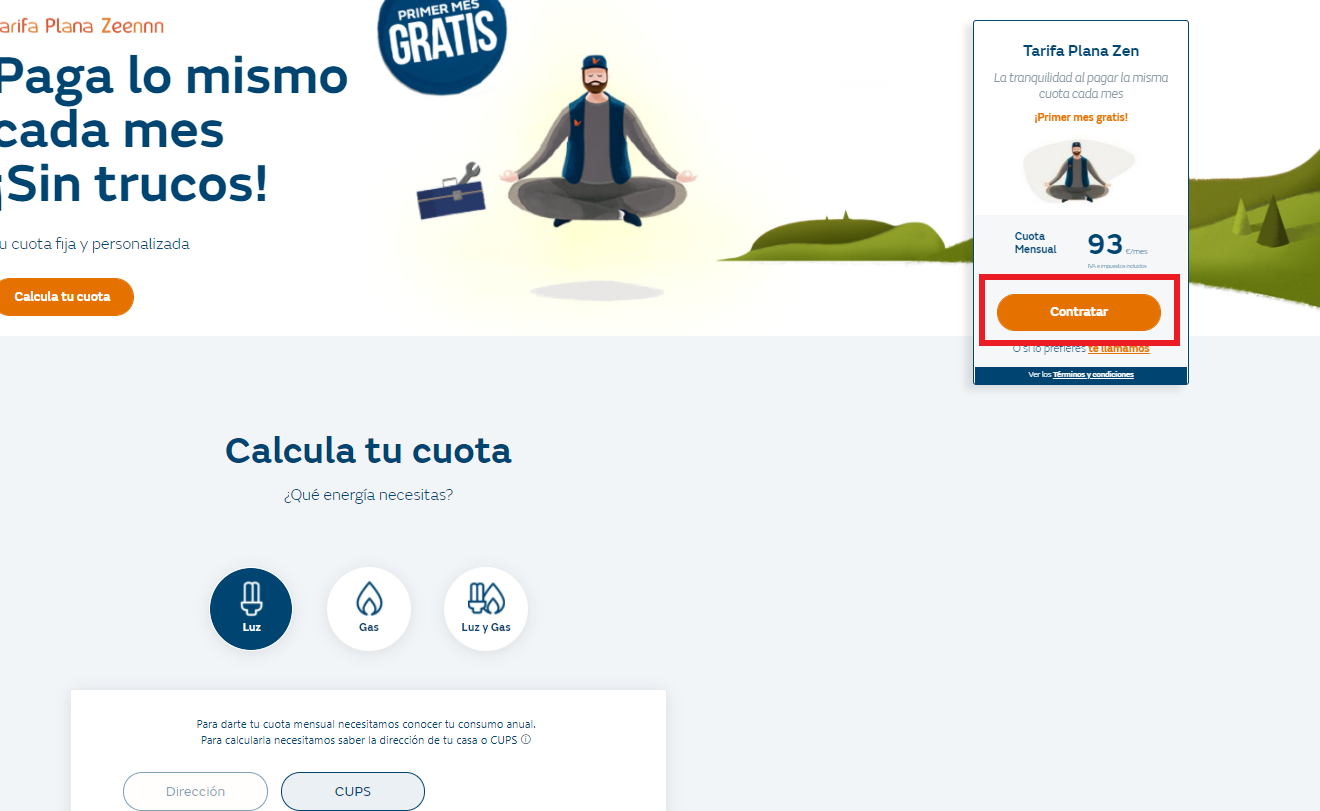 arifa Plana Zeennn
Paga lo mismo
cada mes
¡Sin trucos!
u cuota fija y personalizada
Calcula tu cuota
PRIMER MES
GRATIS
Tarifa Plana Zen
La tranquilidad al pagar la misma
cuota cada mes
¡Primer mes gratis!
Cuota
Mensual
93 €/mes
IVA e impuestos incluidos
Contratar
O si lo prefieres te llamamos
Ver los Términos y condiciones
Calcula tu cuota
¿Qué energía necesitas?
Luz
Gas
Luz y Gas
Para darte tu cuota mensual necesitamos conocer tu consumo anual.
Para calcularla necesitamos saber la dirección de tu casa o CUPS
Dirección
CUPS